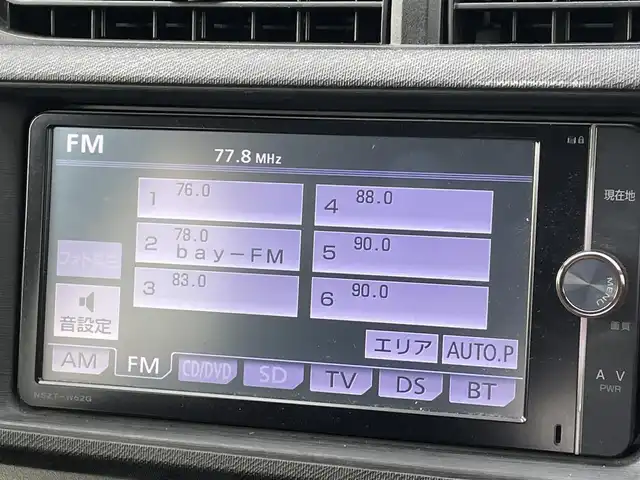 FM
77.8 MHz
1 76.0
2 78.0 bay-FM
3 83.0
4 88.0
5 90.0
6 90.0
音設定
エリア AUTO.P
AM FM CD/DVD SD TV DS BT
NSZT-W62G
現在地
MENU
画質
AV
PWR